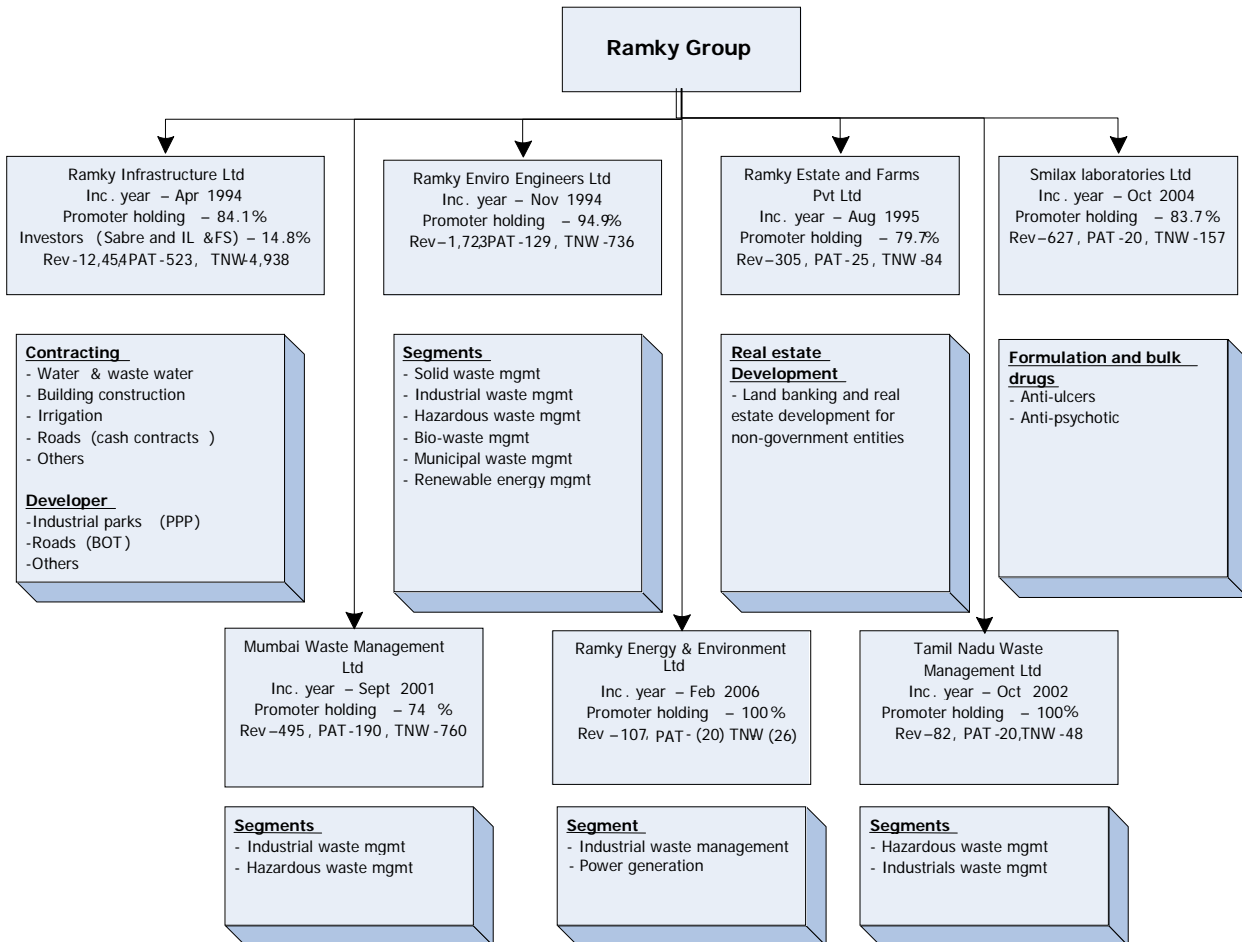 Ramky Group
Ramky Infrastructure Ltd
Inc. year – Apr 1994
Promoter holding – 84.1%
Investors (Sabre and IL &FS) – 14.8%
Rev-12,454PAT-523, TNW-4,938
Ramky Enviro Engineers Ltd
Inc. year – Nov 1994
Promoter holding – 94.9%
Rev–1,723PAT-129, TNW-736
Ramky Estate and Farms
Pvt Ltd
Inc. year – Aug 1995
Promoter holding – 79.7%
Rev–305, PAT-25, TNW-84
Smilax laboratories Ltd
Inc. year – Oct 2004
Promoter holding – 83.7%
Rev–627, PAT-20, TNW-157
Contracting
- Water & waste water
- Building construction
- Irrigation
- Roads (cash contracts )
- Others
Developer
-Industrial parks (PPP)
-Roads (BOT)
-Others
Segments
- Solid waste mgmt
- Industrial waste mgmt
- Hazardous waste mgmt
- Bio-waste mgmt
- Municipal waste mgmt
- Renewable energy mgmt
Real estate
Development
- Land banking and real
estate development for
non-government entities
Formulation and bulk
drugs
- Anti-ulcers
- Anti-psychotic
Mumbai Waste Management
Ltd
Inc. year – Sept 2001
Promoter holding – 74 %
Rev–495, PAT-190, TNW-760
Ramky Energy & Environment
Ltd
Inc. year – Feb 2006
Promoter holding – 100%
Rev –107, PAT- (20) TNW (26)
Tamil Nadu Waste
Management Ltd
Inc. year – Oct 2002
Promoter holding – 100%
Rev–82, PAT-20,TNW-48
Segments
- Industrial waste mgmt
- Hazardous waste mgmt
Segment
- Industrial waste management
- Power generation
Segments
- Hazardous waste mgmt
- Industrials waste mgmt